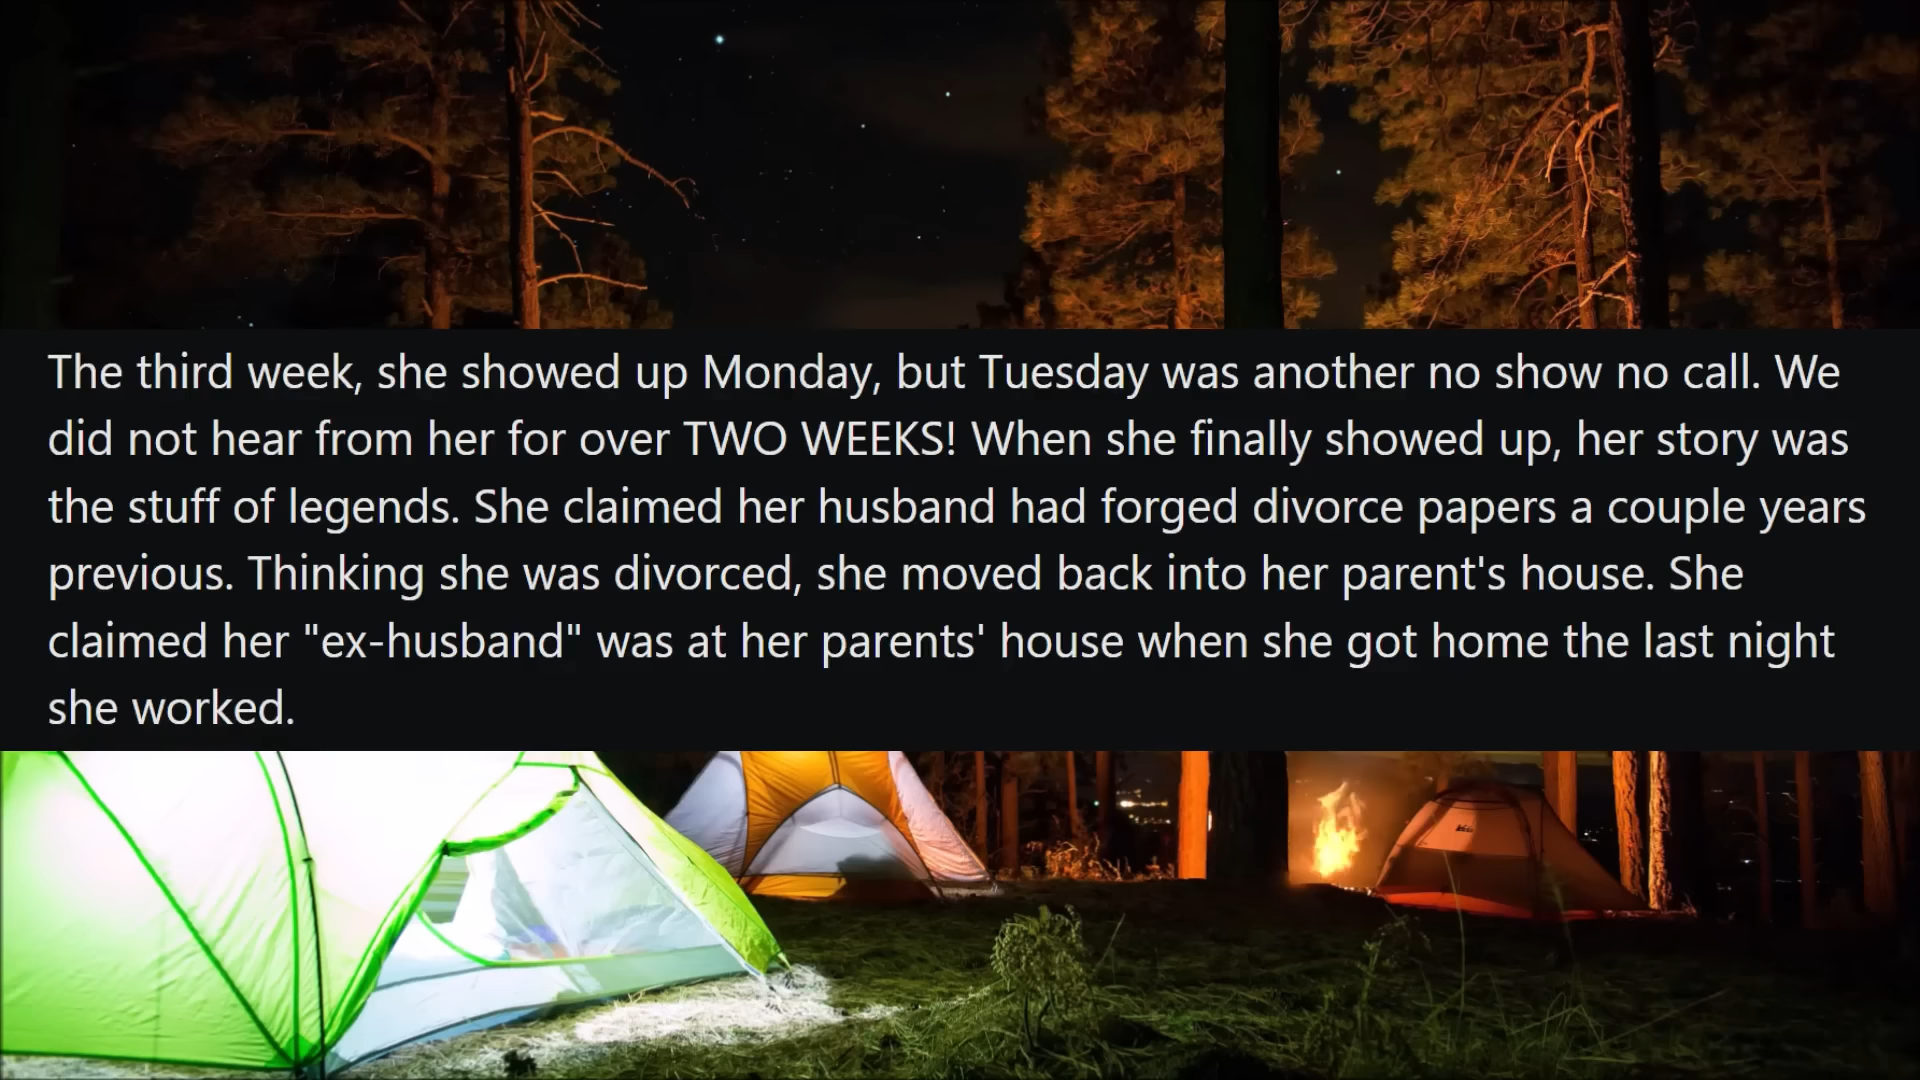 The third week, she showed up Monday, but Tuesday was another no show no call. We
did not hear from her for over TWO WEEKS! When she finally showed up, her story was
the stuff of legends. She claimed her husband had forged divorce papers a couple years
previous. Thinking she was divorced, she moved back into her parent's house. She
claimed her "ex-husband" was at her parents' house when she got home the last night
she worked.